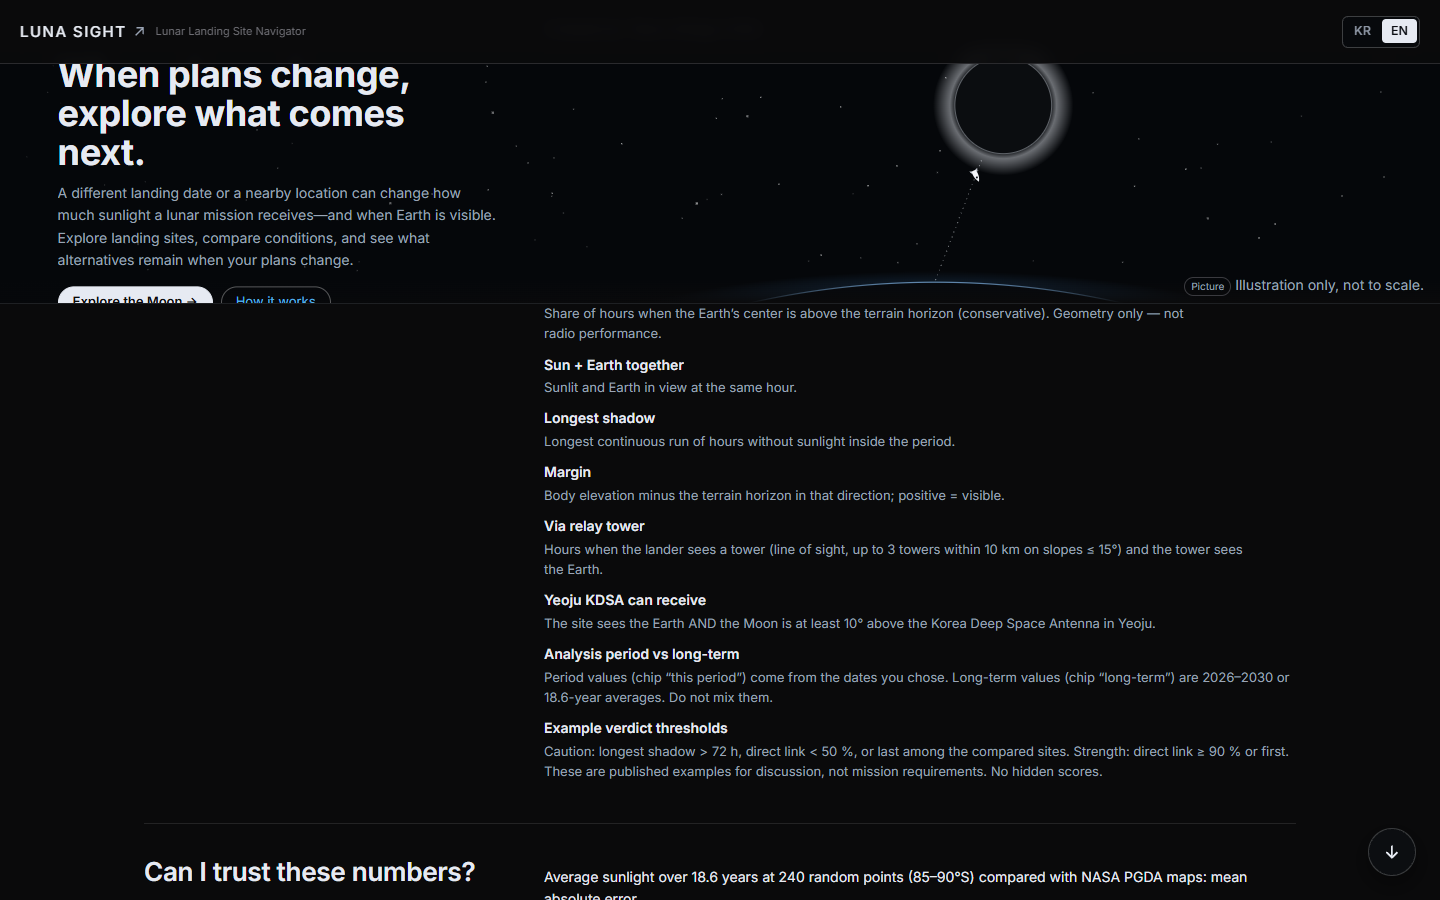 LUNA SIGHT ↗ Lunar Landing Site Navigator
KR EN
When plans change,
explore what comes
next.
A different landing date or a nearby location can change how
much sunlight a lunar mission receives—and when Earth is visible.
Explore landing sites, compare conditions, and see what
alternatives remain when your plans change.
Explore the Moon → How it works
Picture Illustration only, not to scale.
Share of hours when the Earth’s center is above the terrain horizon (conservative). Geometry only — not
radio performance.
Sun + Earth together
Sunlit and Earth in view at the same hour.
Longest shadow
Longest continuous run of hours without sunlight inside the period.
Margin
Body elevation minus the terrain horizon in that direction; positive = visible.
Via relay tower
Hours when the lander sees a tower (line of sight, up to 3 towers within 10 km on slopes ≤ 15°) and the tower sees
the Earth.
Yeoju KDSA can receive
The site sees the Earth AND the Moon is at least 10° above the Korea Deep Space Antenna in Yeoju.
Analysis period vs long-term
Period values (chip “this period”) come from the dates you chose. Long-term values (chip “long-term”) are 2026–2030 or
18.6-year averages. Do not mix them.
Example verdict thresholds
Caution: longest shadow > 72 h, direct link < 50 %, or last among the compared sites. Strength: direct link ≥ 90 % or first.
These are published examples for discussion, not mission requirements. No hidden scores.
Can I trust these numbers?
Average sunlight over 18.6 years at 240 random points (85–90°S) compared with NASA PGDA maps: mean
absolute error